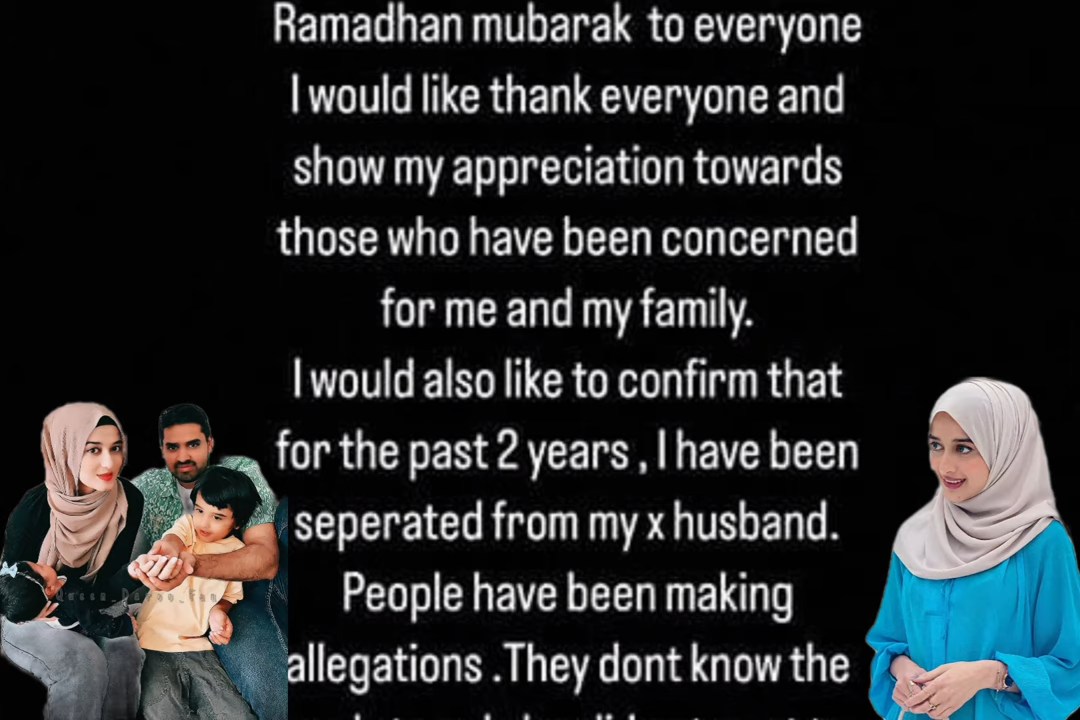 Ramadhan mubarak to everyone
I would like thank everyone and
show my appreciation towards
those who have been concerned
for me and my family.
I would also like to confirm that
for the past 2 years , I have been
seperated from my x husband.
People have been making
allegations .They dont know the